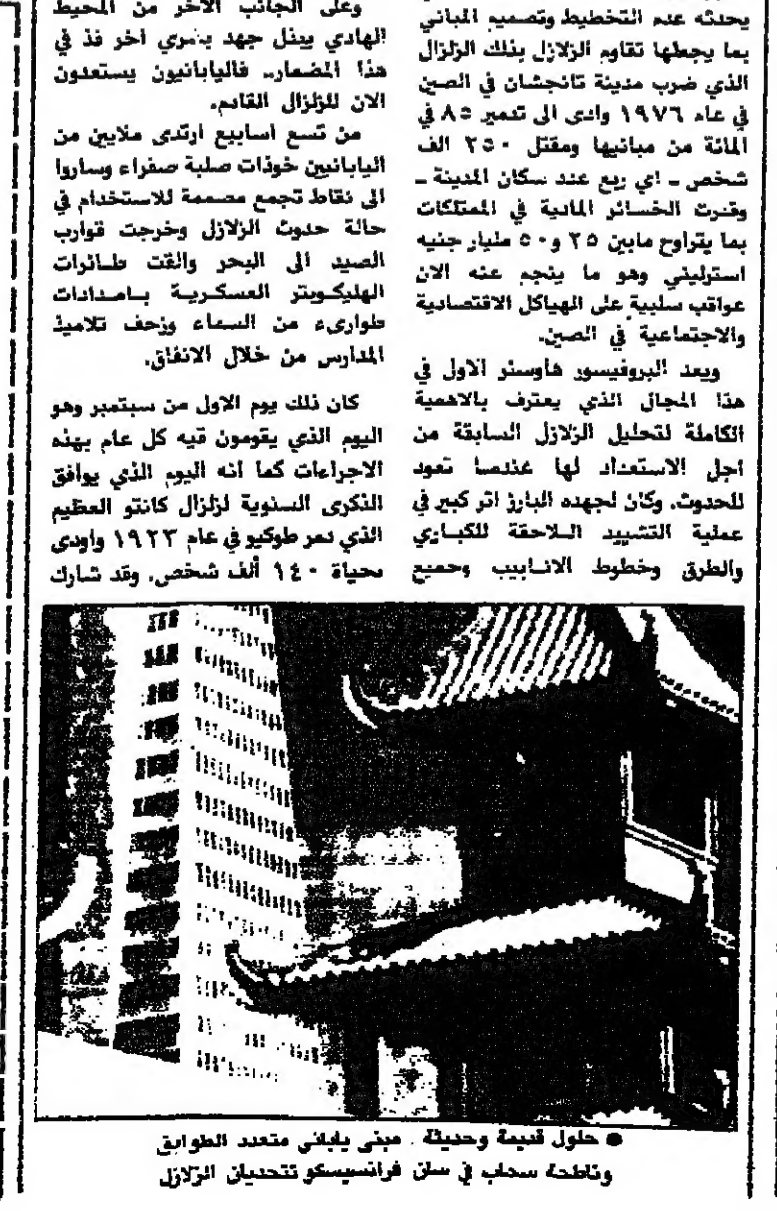 يحدثه عدم التخطيط وتصميم المباني
بما يجعلها تقاوم الزلازل بذلك الزلزال
الذي ضرب مدينة تانجشان في الصين
في عام ١٩٧٦ وادى الى تدمير ٨٥ في
المائة من مبانيها ومقتل ٢٥٠ الف
شخص - اي ربع عدد سكان المدينة -
وقدرت الخسائر المادية في الممتلكات
بما يتراوح مابين ٢٥ و٥٠ مليار جنيه
استرليني وهو ما ينجم عنه الان
عواقب سلبية على الهياكل الاقتصادية
والاجتماعية في الصين.
ويعد البروفيسور هاوسنر الاول في
هذا المجال الذي يعترف بالاهمية
الكاملة لتحليل الزلازل السابقة من
اجل الاستعداد لها عندما تعود
للحدوث. وكان لجهده البارز اثر كبير في
عملية التشييد اللاحقة للكباري
والطرق وخطوط الانابيب وجميع
وعلى الجانب الاخر من المحيط
الهادي يبذل جهد بشري اخر فذ في
هذا المضمار.. فاليابانيون يستعدون
الان للزلزال القادم.
من تسع اسابيع ارتدى ملايين من
اليابانيين خوذات صلبة صفراء وساروا
الى نقاط تجمع مصممة للاستخدام في
حالة حدوث الزلازل وخرجت قوارب
الصيد الى البحر والقت طائرات
الهليكوبتر العسكرية بامدادات
طوارىء من السماء وزحف تلاميذ
المدارس من خلال الانفاق.
كان ذلك يوم الاول من سبتمبر وهو
اليوم الذي يقومون فيه كل عام بهذه
الاجراءات كما انه اليوم الذي يوافق
الذكرى السنوية لزلزال كانتو العظيم
الذي دمر طوكيو في عام ١٩٢٣ واودى
بحياة ١٤٠ ألف شخص. وقد شارك
● حلول قديمة وحديثة . مبنى يابانى متعدد الطوابق
وناطحة سحاب في سان فرانسيسكو تتحديان الزلازل